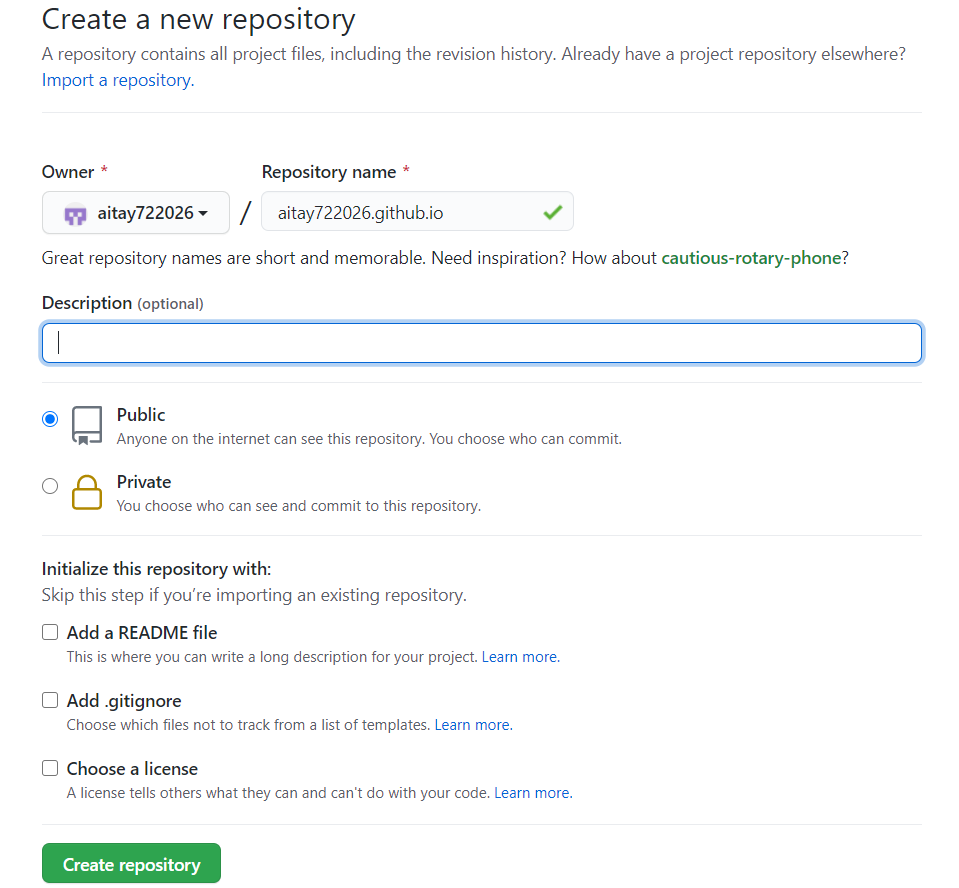 Create a new repository
A repository contains all project files, including the revision history. Already have a project repository elsewhere?
Import a repository.
Owner * Repository name *
aitay722026 / aitay722026.github.io
Great repository names are short and memorable. Need inspiration? How about cautious-rotary-phone?
Description (optional)
Public
Anyone on the internet can see this repository. You choose who can commit.
Private
You choose who can see and commit to this repository.
Initialize this repository with:
Skip this step if you’re importing an existing repository.
Add a README file
This is where you can write a long description for your project. Learn more.
Add .gitignore
Choose which files not to track from a list of templates. Learn more.
Choose a license
A license tells others what they can and can't do with your code. Learn more.
Create repository